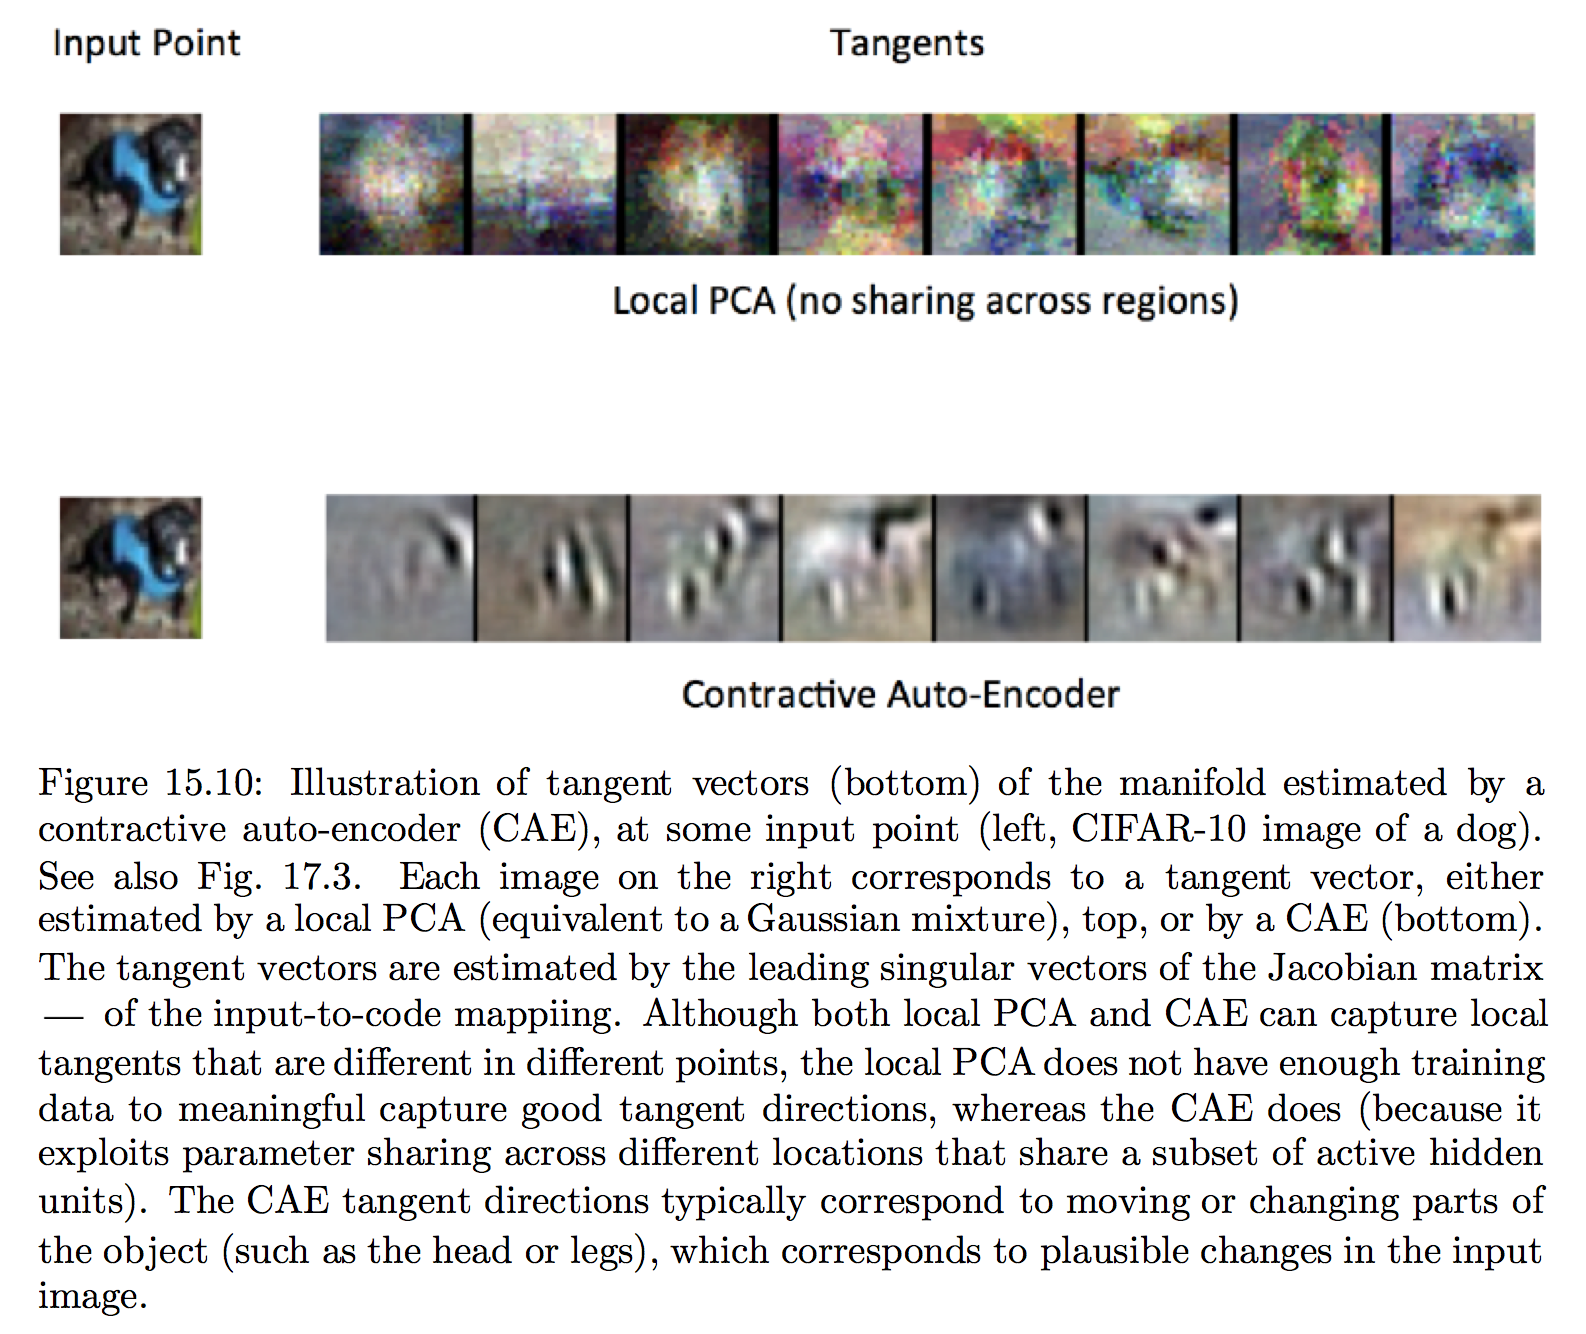 Input Point
Tangents
Local PCA (no sharing across regions)
Contractive Auto-Encoder
Figure 15.10: Illustration of tangent vectors (bottom) of the manifold estimated by a
contractive auto-encoder (CAE), at some input point (left, CIFAR-10 image of a dog).
See also Fig. 17.3. Each image on the right corresponds to a tangent vector, either
estimated by a local PCA (equivalent to a Gaussian mixture), top, or by a CAE (bottom).
The tangent vectors are estimated by the leading singular vectors of the Jacobian matrix
— of the input-to-code mappiing. Although both local PCA and CAE can capture local
tangents that are different in different points, the local PCA does not have enough training
data to meaningful capture good tangent directions, whereas the CAE does (because it
exploits parameter sharing across different locations that share a subset of active hidden
units). The CAE tangent directions typically correspond to moving or changing parts of
the object (such as the head or legs), which corresponds to plausible changes in the input
image.